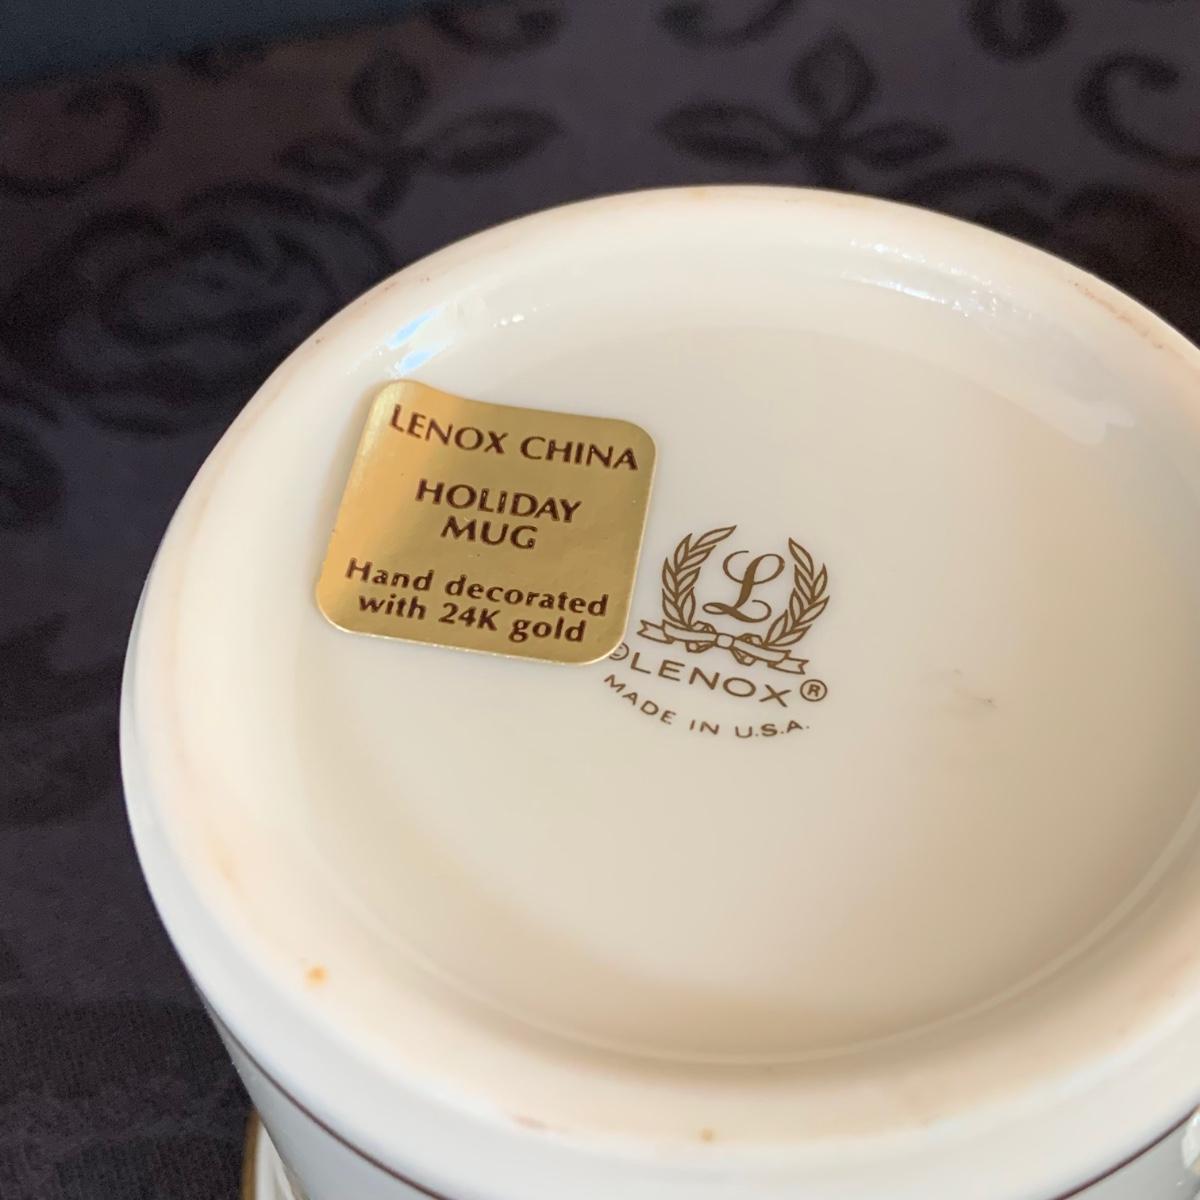 LENOX CHINA
HOLIDAY
MUG
Hand decorated
with 24K gold
L
©LENOX®
MADE IN U.S.A.